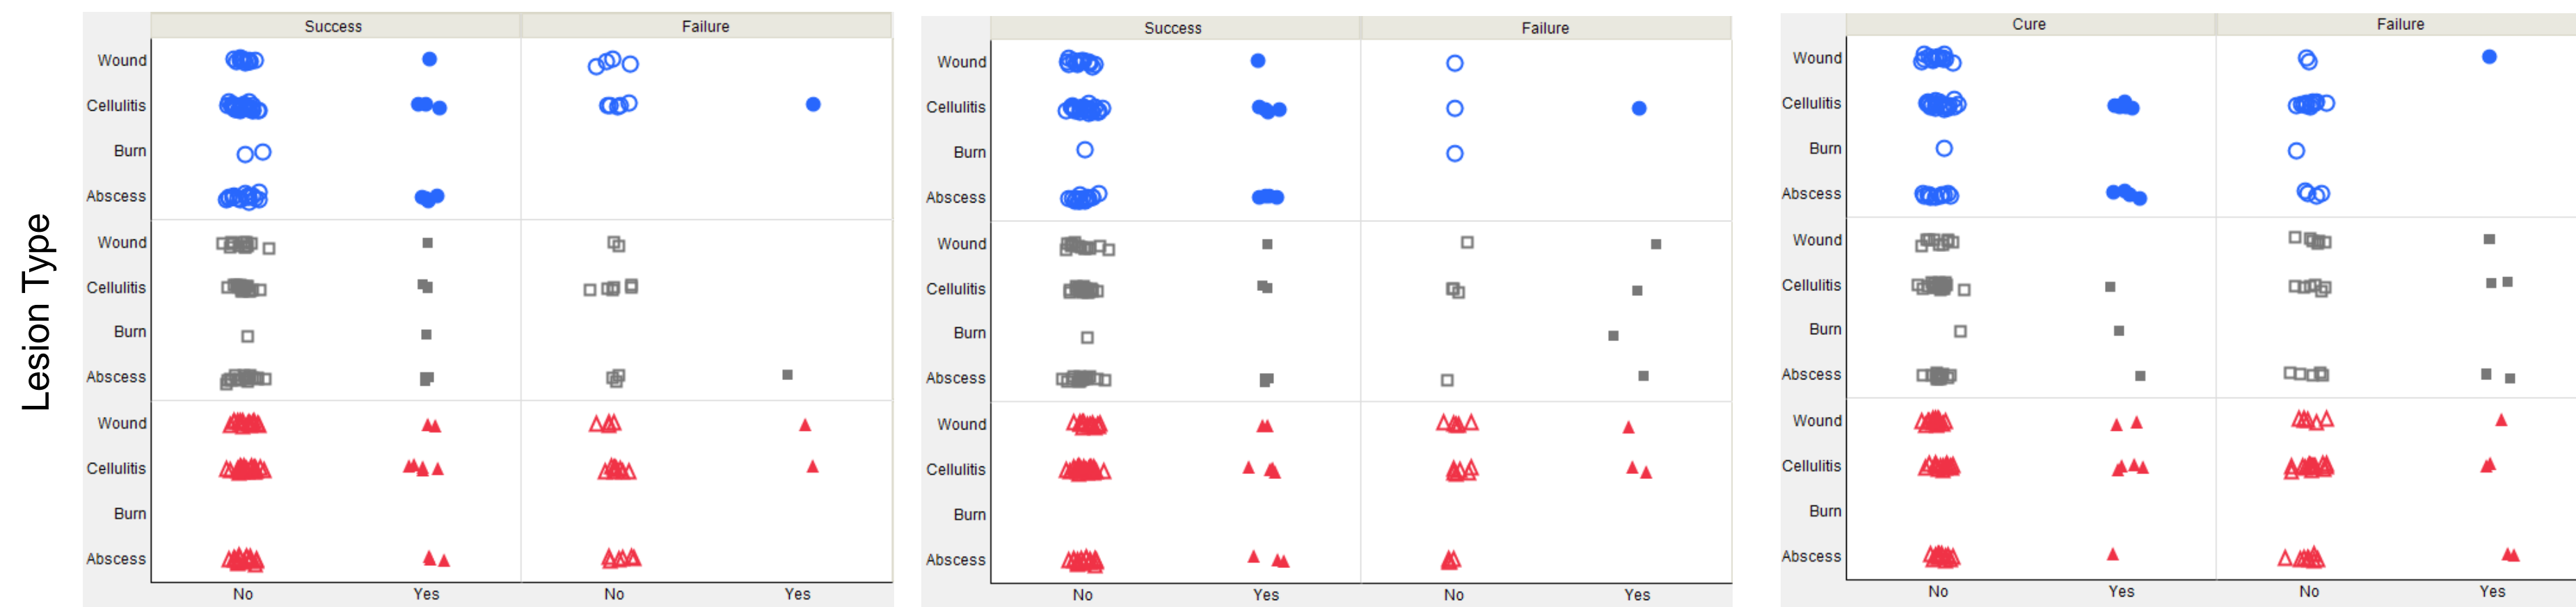 Lesion Type
Success Failure
Wound
Cellulitis
Burn
Abscess
Wound
Cellulitis
Burn
Abscess
Wound
Cellulitis
Burn
Abscess
No Yes No Yes
Success Failure
Wound
Cellulitis
Burn
Abscess
Wound
Cellulitis
Burn
Abscess
Wound
Cellulitis
Burn
Abscess
No Yes No Yes
Cure Failure
Wound
Cellulitis
Burn
Abscess
Wound
Cellulitis
Burn
Abscess
Wound
Cellulitis
Burn
Abscess
No Yes No Yes